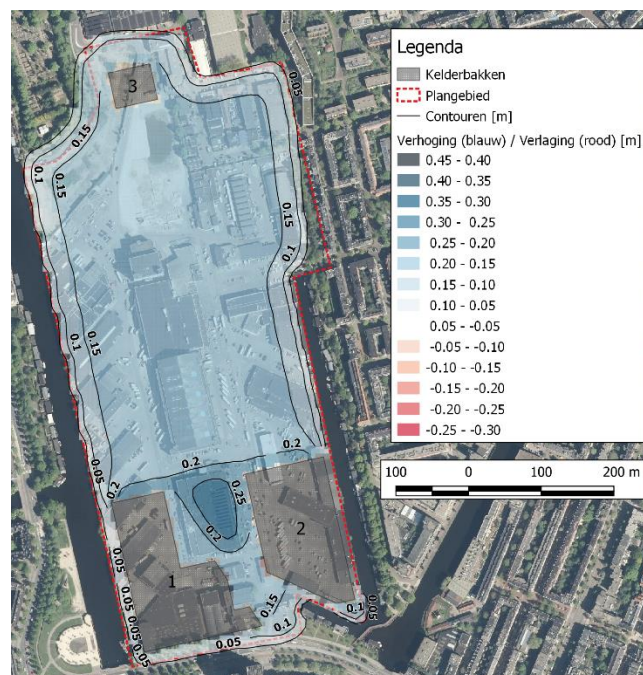 Legenda
Kelderbakken
Plangebied
Contouren [m]
Verhoging (blauw) / Verlaging (rood) [m]
0.45 - 0.40
0.40 - 0.35
0.35 - 0.30
0.30 - 0.25
0.25 - 0.20
0.20 - 0.15
0.15 - 0.10
0.10 - 0.05
0.05 - -0.05
-0.05 - -0.10
-0.10 - -0.15
-0.15 - -0.20
-0.20 - -0.25
-0.25 - -0.30
100 0 100 200 m
3
0.05
0.15
0.1
0.15
0.15
0.1
0.1
0.15
0.2
0.2
0.05
0.2
0.25
0.2
2
1
0.05
0.15
0.1
0.05
0.1
0.05
0.05
0.05